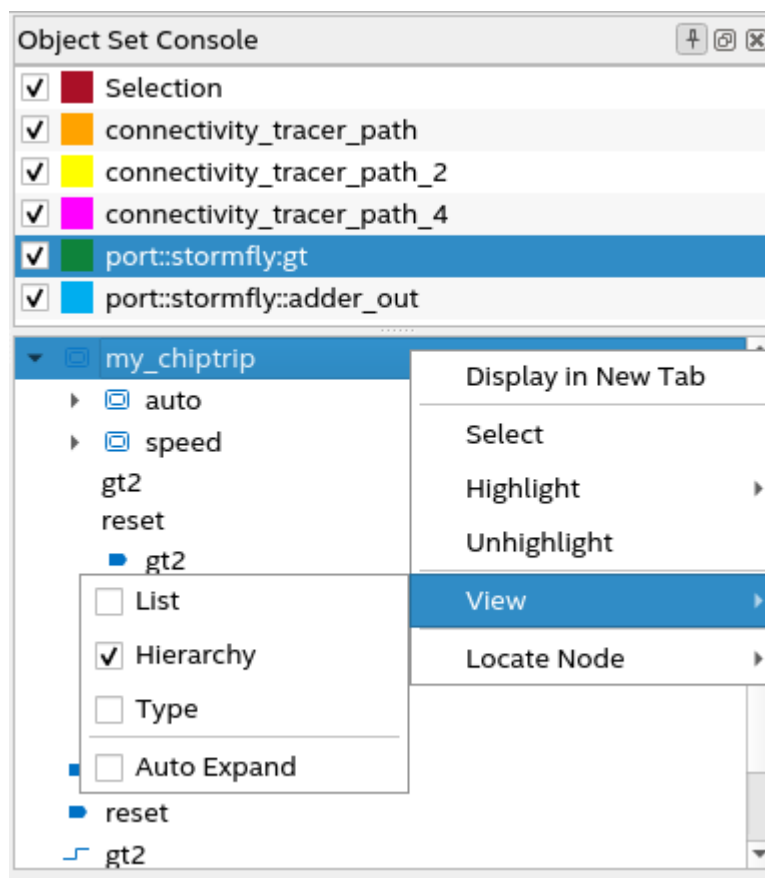 Object Set Console
Selection
connectivity_tracer_path
connectivity_tracer_path_2
connectivity_tracer_path_4
port::stormfly:gt
port::stormfly::adder_out
my_chiptrip
auto
speed
gt2
reset
gt2
Display in New Tab
Select
Highlight
Unhighlight
View
Locate Node
List
Hierarchy
Type
Auto Expand
reset
gt2